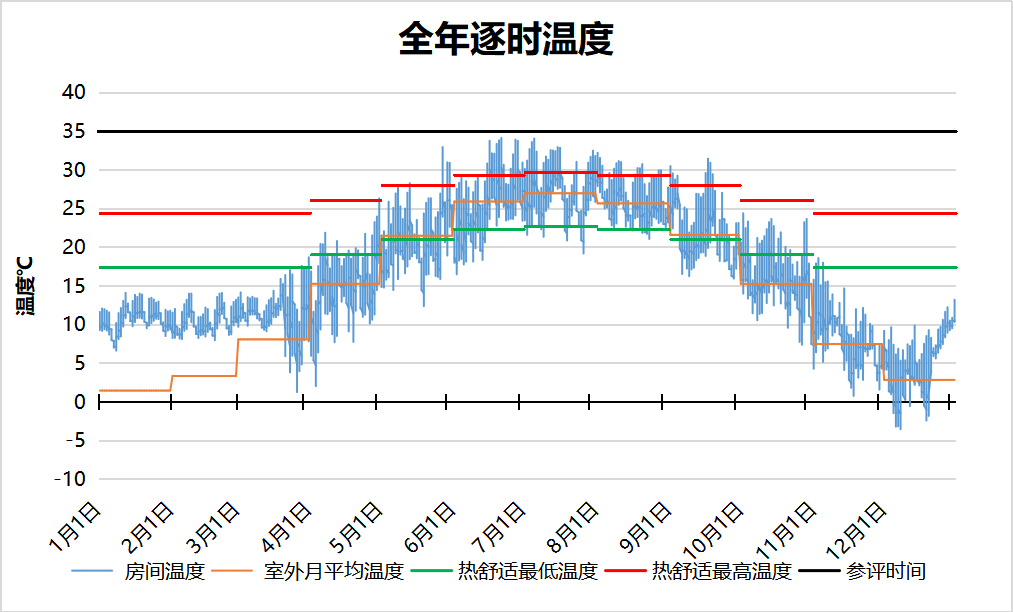 全年逐时温度
温度℃
40
35
30
25
20
15
10
5
0
-5
-10
1月1日
2月1日
3月1日
4月1日
5月1日
6月1日
7月1日
8月1日
9月1日
10月1日
11月1日
12月1日
房间温度 室外月平均温度 热舒适最低温度 热舒适最高温度 参评时间